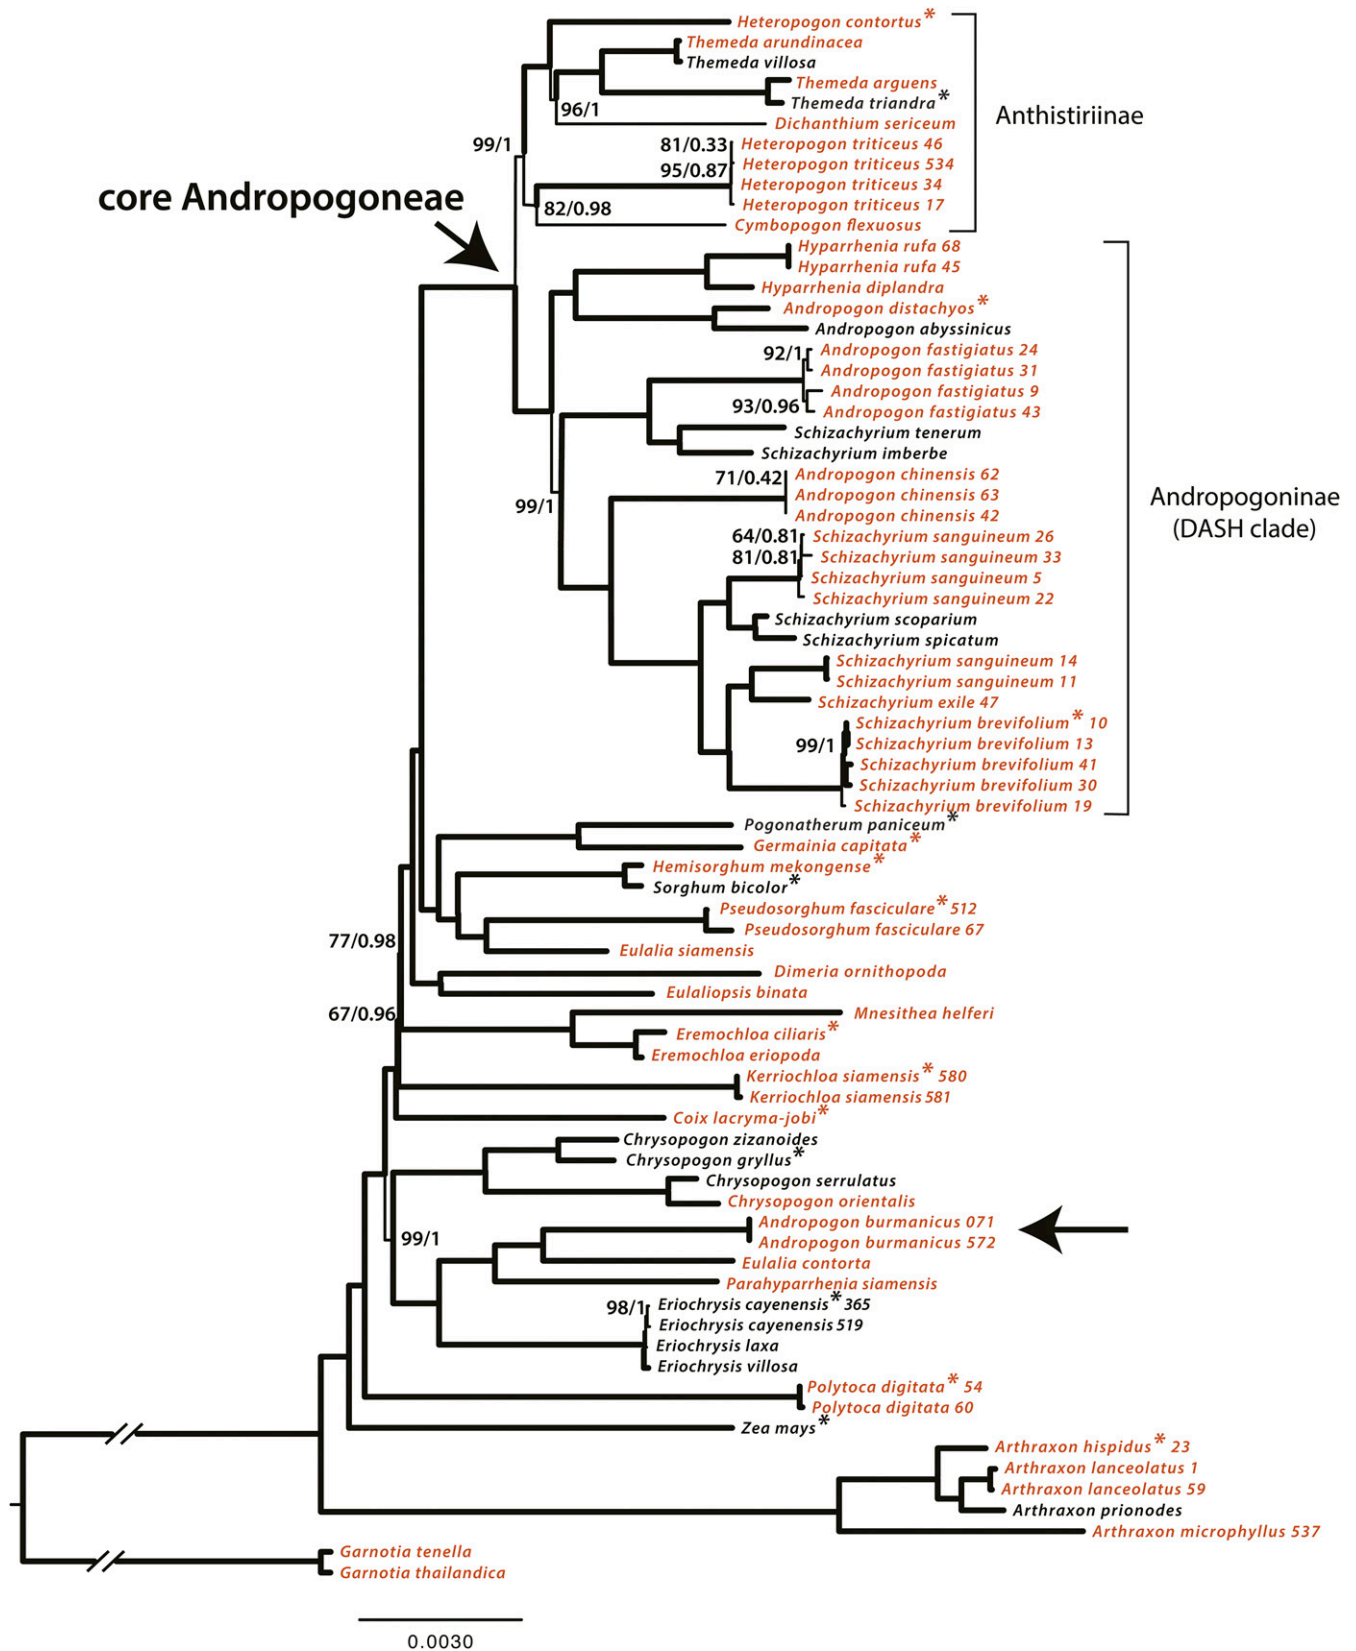 Heteropogon contortus*
Themeda arundinacea
Themeda villosa
Themeda arguens
Themeda triandra*
96/1
Dichanthium sericeum
Anthistiriinae
99/1
81/0.33
Heteropogon triticeus 46
95/0.87
Heteropogon triticeus 534
Heteropogon triticeus 34
82/0.98
Heteropogon triticeus 17
Cymbopogon flexuosus
core Andropogoneae
Hyparrhenia rufa 68
Hyparrhenia rufa 45
Hyparrhenia diplandra
Andropogon distachyos*
Andropogon abyssinicus
92/1
Andropogon fastigiatus 24
Andropogon fastigiatus 31
Andropogon fastigiatus 9
93/0.96
Andropogon fastigiatus 43
Schizachyrium tenerum
Schizachyrium imberbe
71/0.42
Andropogon chinensis 62
Andropogon chinensis 63
Andropogon chinensis 42
99/1
Andropogoninae
(DASH clade)
64/0.81
Schizachyrium sanguineum 26
81/0.81
Schizachyrium sanguineum 33
Schizachyrium sanguineum 5
Schizachyrium sanguineum 22
Schizachyrium scoparium
Schizachyrium spicatum
Schizachyrium sanguineum 14
Schizachyrium sanguineum 11
Schizachyrium exile 47
Schizachyrium brevifolium* 10
99/1
Schizachyrium brevifolium 13
Schizachyrium brevifolium 41
Schizachyrium brevifolium 30
Schizachyrium brevifolium 19
Pogonatherum paniceum*
Germainia capitata*
Hemisorghum mekongense*
Sorghum bicolor*
Pseudosorghum fasciculare* 512
Pseudosorghum fasciculare 67
77/0.98
Eulalia siamensis
Dimeria ornithopoda
Eulaliopsis binata
67/0.96
Mnesithea helferi
Eremochloa ciliaris*
Eremochloa eriopoda
Kerriochloa siamensis* 580
Kerriochloa siamensis 581
Coix lacryma-jobi*
Chrysopogon zizanoides
Chrysopogon gryllus*
Chrysopogon serrulatus
Chrysopogon orientalis
99/1
Andropogon burmanicus 071
Andropogon burmanicus 572
Eulalia contorta
Parahyparrhenia siamensis
98/1
Eriochrysis cayenensis* 365
Eriochrysis cayenensis 519
Eriochrysis laxa
Eriochrysis villosa
Polytoca digitata* 54
Polytoca digitata 60
Zea mays*
Arthraxon hispidus* 23
Arthraxon lanceolatus 1
Arthraxon lanceolatus 59
Arthraxon prionodes
Arthraxon microphyllus 537
Garnotia tenella
Garnotia thailandica
0.0030